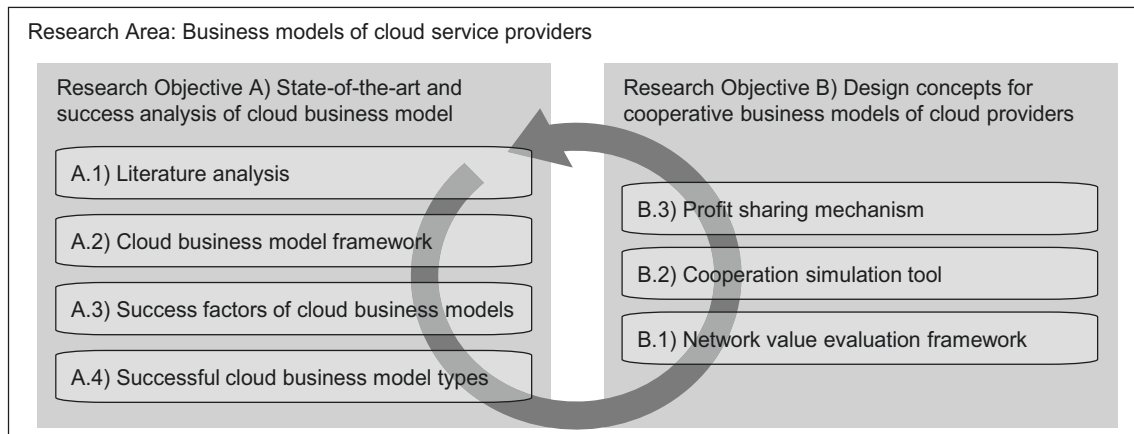 Research Area: Business models of cloud service providers
Research Objective A) State-of-the-art and
success analysis of cloud business model
A.1) Literature analysis
A.2) Cloud business model framework
A.3) Success factors of cloud business models
A.4) Successful cloud business model types
Research Objective B) Design concepts for
cooperative business models of cloud providers
B.3) Profit sharing mechanism
B.2) Cooperation simulation tool
B.1) Network value evaluation framework